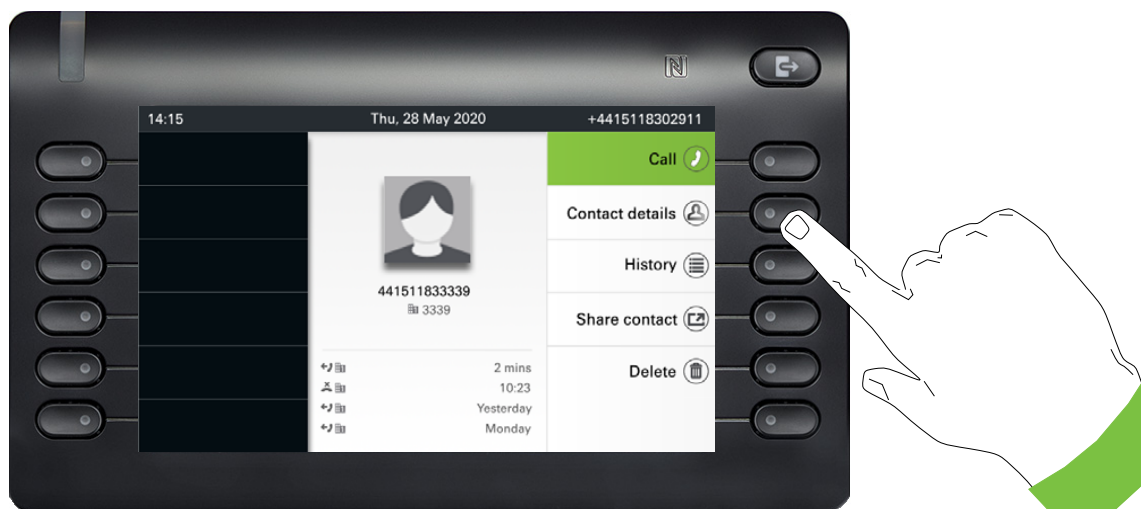 14:15
Thu, 28 May 2020
+4415118302911
Call
Contact details
History
Share contact
Delete
441511833339
3339
2 mins
10:23
Yesterday
Monday